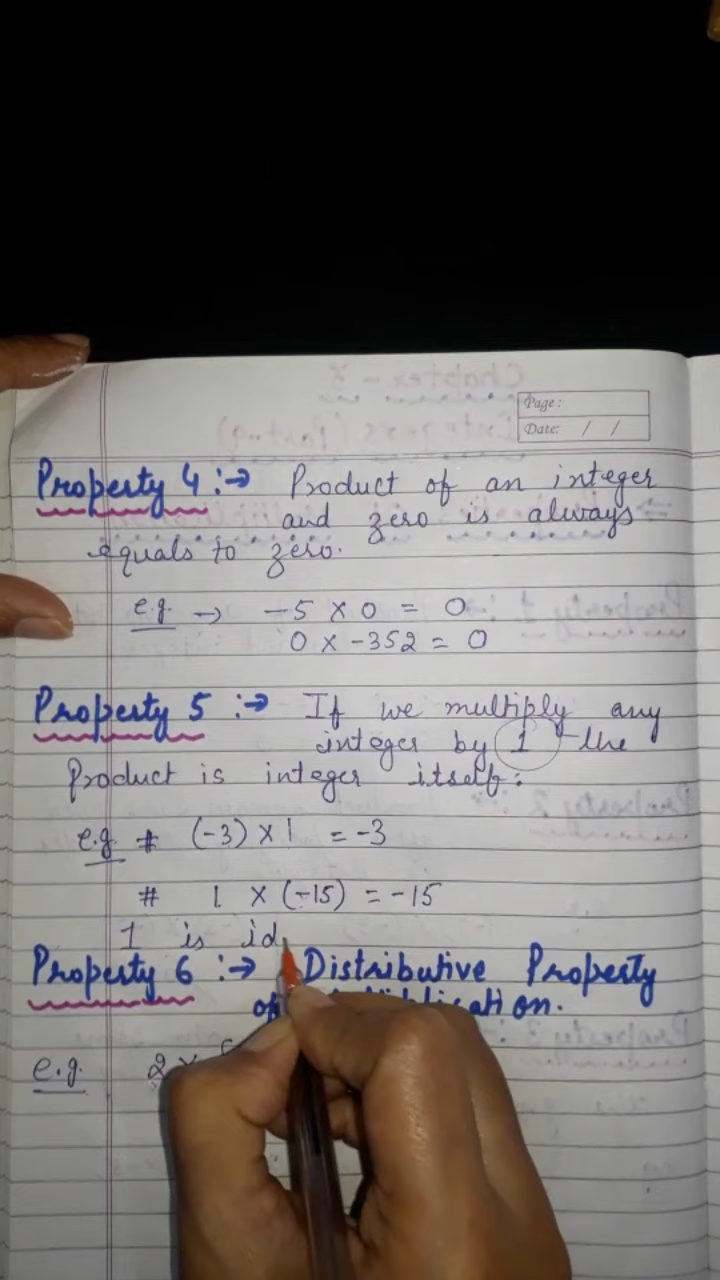 Page :
Date: / /
Property 4 :→ Product of an integer
and zero is always
equals to zero.
e.g → -5 × 0 = 0
0 × -352 = 0
Property 5 :→ If we multiply any
integer by 1 the
Product is integer itself:
e.g # (-3) × 1 = -3
# 1 × (-15) = -15
1 is id
Property 6 :→ Distributive Property
of Multiplication.
e.g. 2 ×